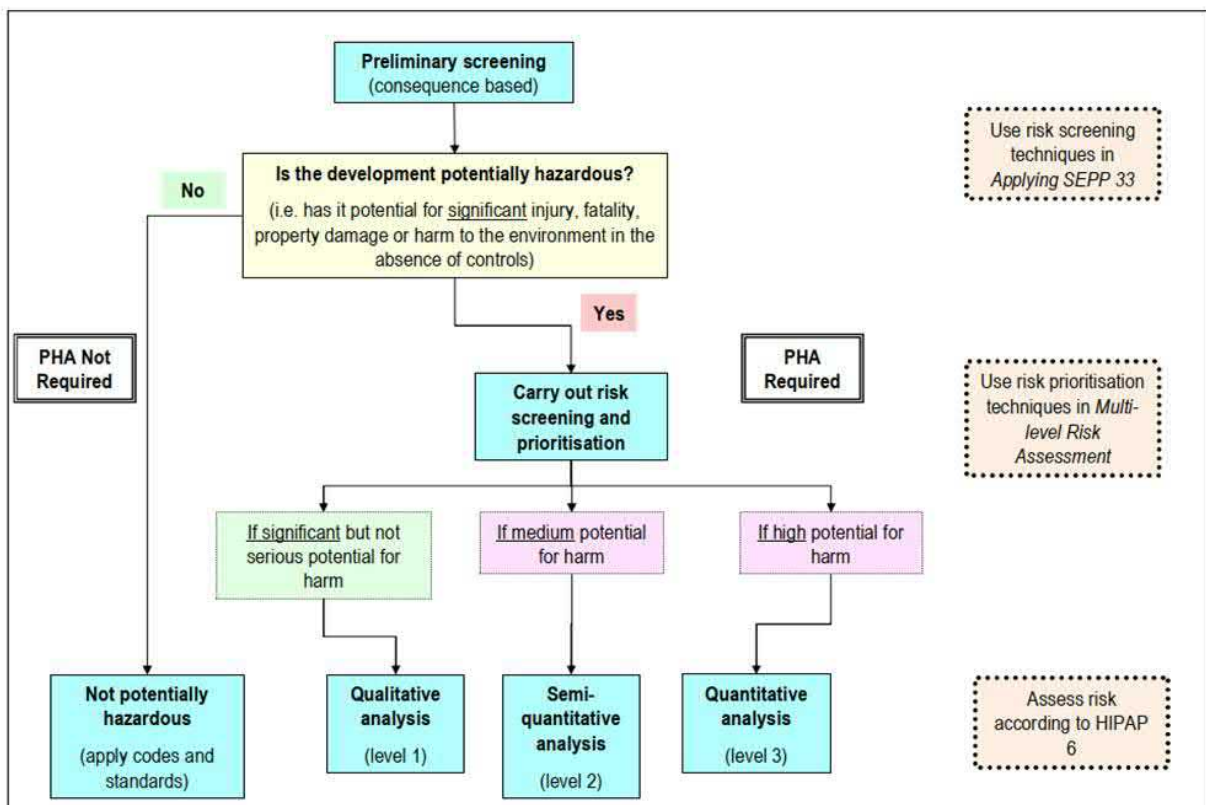 Preliminary screening
(consequence based)
Use risk screening
techniques in
Applying SEPP 33
Is the development potentially hazardous?
(i.e. has it potential for significant injury, fatality,
property damage or harm to the environment in the
absence of controls)
No
Yes
PHA Not
Required
PHA
Required
Carry out risk
screening and
prioritisation
Use risk prioritisation
techniques in Multi-
level Risk
Assessment
If significant but not
serious potential for
harm
If medium potential
for harm
If high potential for
harm
Not potentially
hazardous
(apply codes and
standards)
Qualitative
analysis
(level 1)
Semi-
quantitative
analysis
(level 2)
Quantitative
analysis
(level 3)
Assess risk
according to HIPAP
6